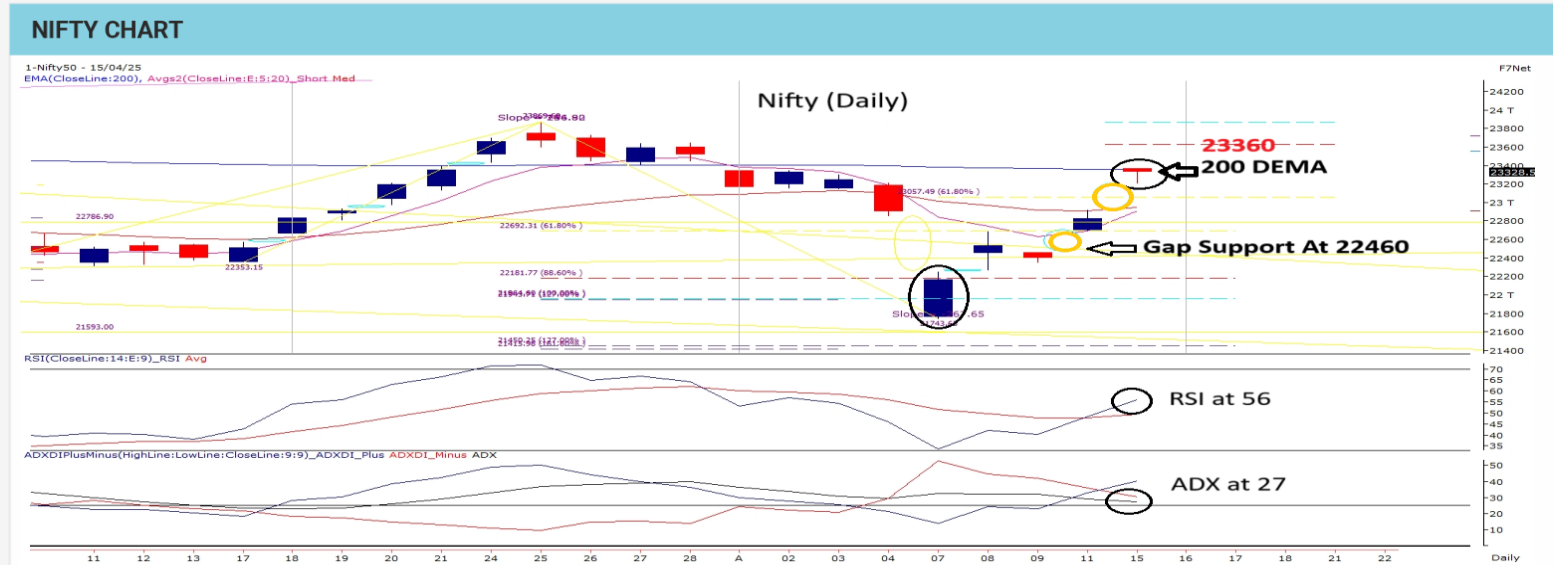 NIFTY CHART
1-Nifty50 - 15/04/25
F7Net
EMA(CloseLine:200), Avgs2(CloseLine:E:5:20)_Short Med
Nifty (Daily)
24200
24 T
23800
23600
23400
23328.5
23200
23 T
22800
22600
22400
22200
22 T
21800
21600
21400
23360
200 DEMA
3057.49 (61.80% )
22786.90
22692.31 (61.80% )
Gap Support At 22460
22353.15
22181.77 (88.60% )
21593.00
RSI(CloseLine:14:E:9)_RSI Avg
70
65
60
55
50
45
40
35
RSI at 56
ADXDIPlusMinus(HighLine:LowLine:CloseLine:9:9)_ADXDI_Plus ADXDI_Minus ADX
50
40
30
20
10
ADX at 27
11 12 13 17 18 19 20 21 24 25 26 27 28 A 02 03 04 07 08 09 11 15 16 17 18 21 22 Daily